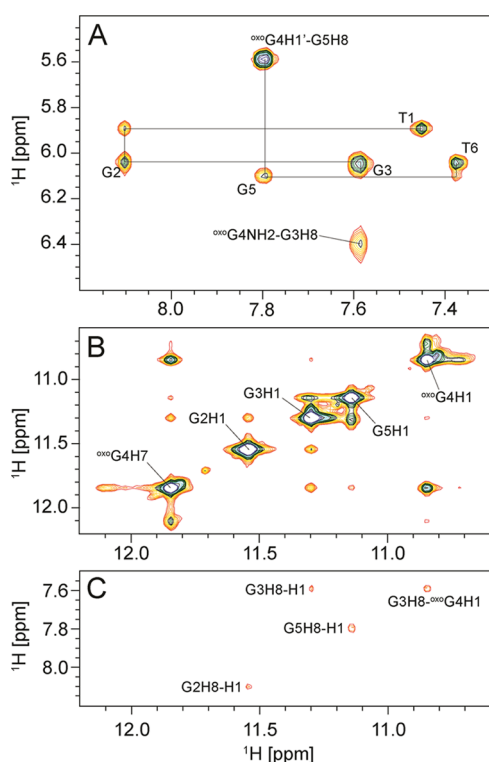 A
ᵒˣᵒG4H1'-G5H8
T1
G2
G5
G3
T6
ᵒˣᵒG4NH2-G3H8
5.6
5.8
6.0
6.2
6.4
¹H [ppm]
8.0 7.8 7.6 7.4
B
ᵒˣᵒG4H1
G3H1
G5H1
G2H1
ᵒˣᵒG4H7
11.0
11.5
12.0
¹H [ppm]
12.0 11.5 11.0
C
G3H8-H1
G3H8-ᵒˣᵒG4H1
G5H8-H1
G2H8-H1
7.6
7.8
8.0
¹H [ppm]
12.0 11.5 11.0
¹H [ppm]